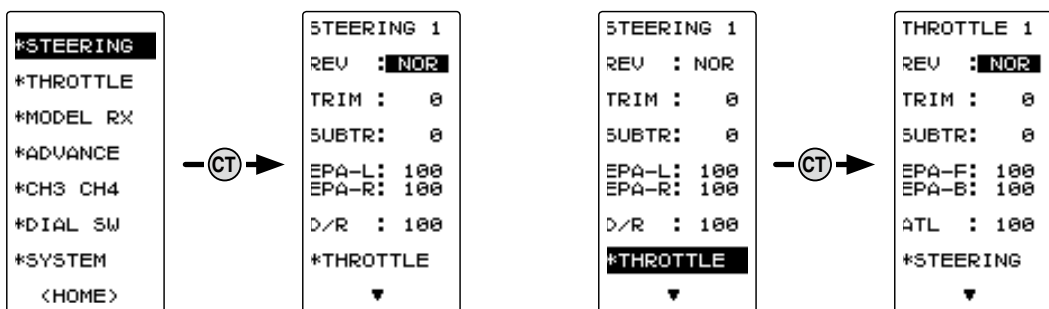 *STEERING
*THROTTLE
*MODEL RX
*ADVANCE
*CH3 CH4
*DIAL SW
*SYSTEM
<HOME>
CT
STEERING 1
REV : NOR
TRIM : 0
SUBTR: 0
EPA-L: 100
EPA-R: 100
D/R : 100
*THROTTLE
▼
STEERING 1
REV : NOR
TRIM : 0
SUBTR: 0
EPA-L: 100
EPA-R: 100
D/R : 100
*THROTTLE
▼
CT
THROTTLE 1
REV : NOR
TRIM : 0
SUBTR: 0
EPA-F: 100
EPA-B: 100
ATL : 100
*STEERING
▼